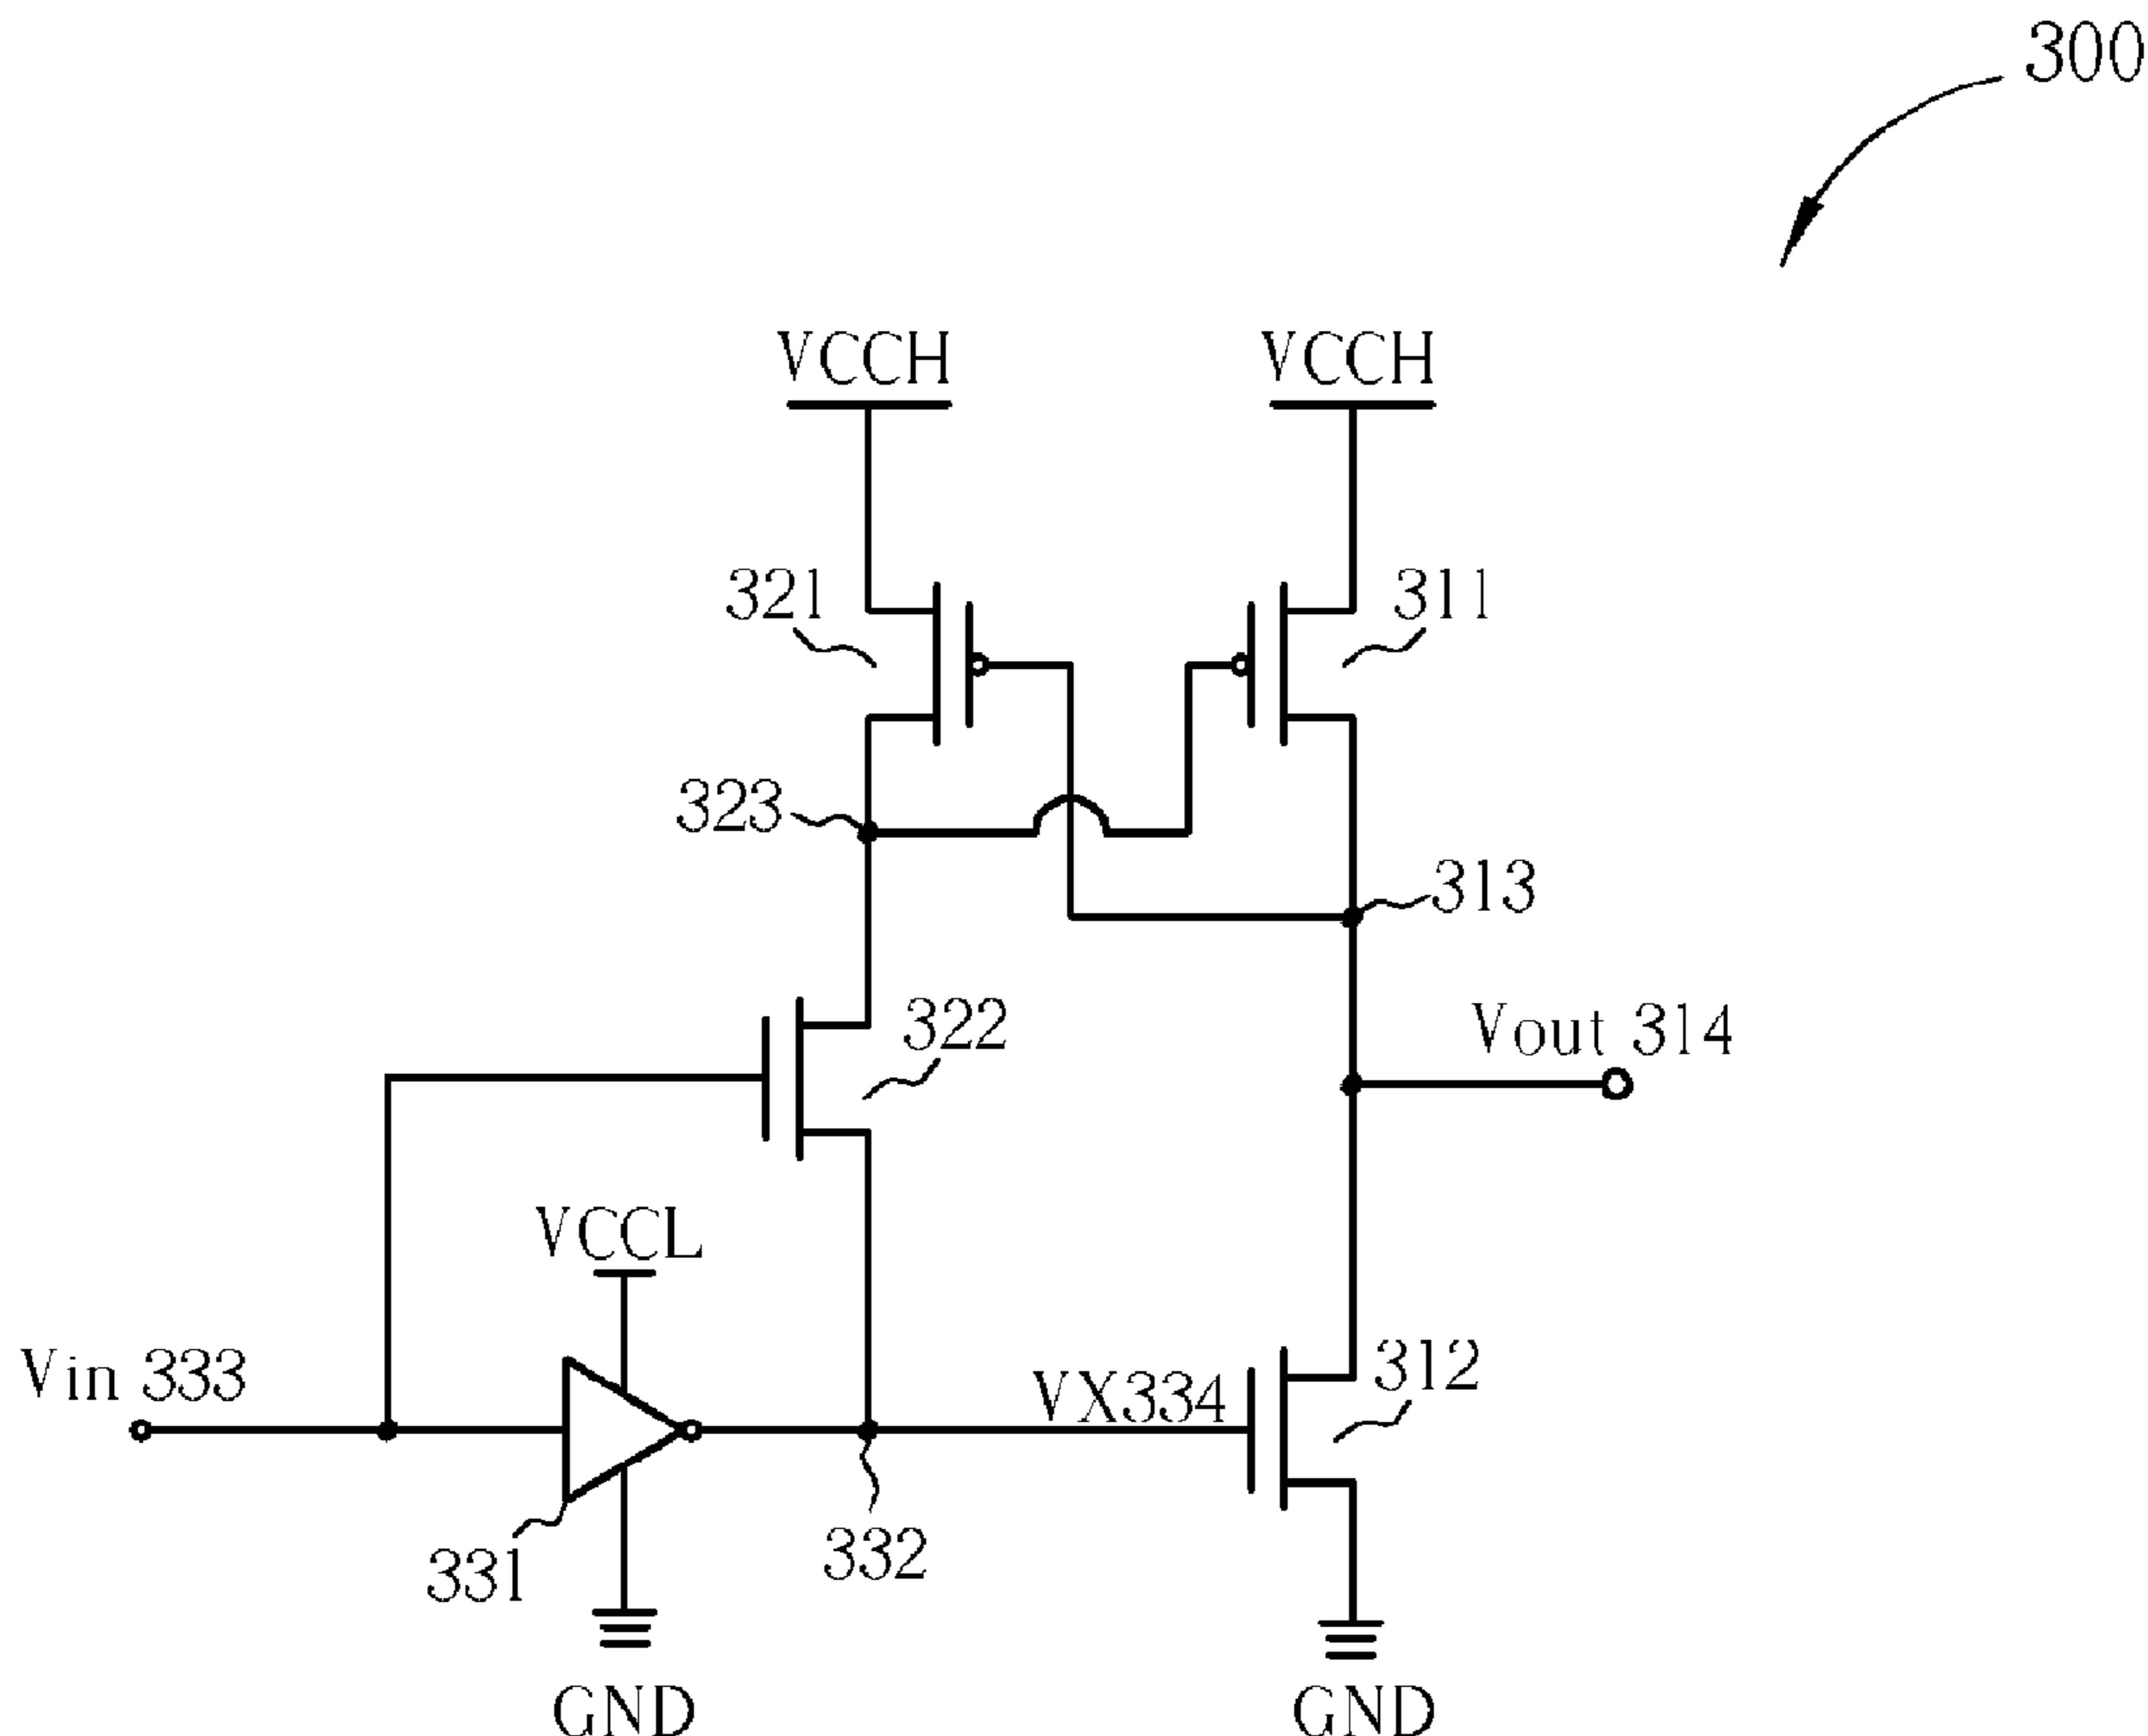 300
VCCH
VCCH
321
311
323
313
322
Vout 314
VCCL
Vin 333
VX334
312
331
332
GND
GND